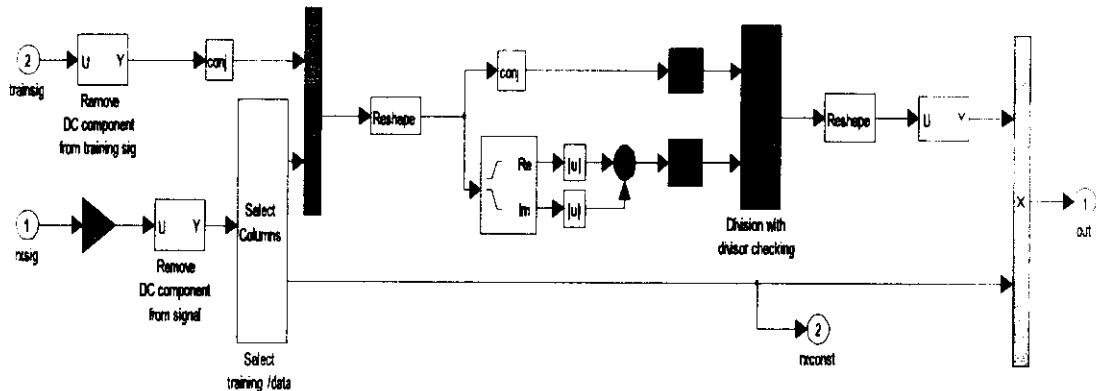 2
trainsig
U Y
Remove
DC component
from training sig
conj
1
rxsig
U Y
Remove
DC component
from signal
Select
Columns
Select
training /data
Reshape
conj
Re
Im
|u|
|u|
Division with
divisor checking
Reshape
U Y
X
1
out
2
rxconst